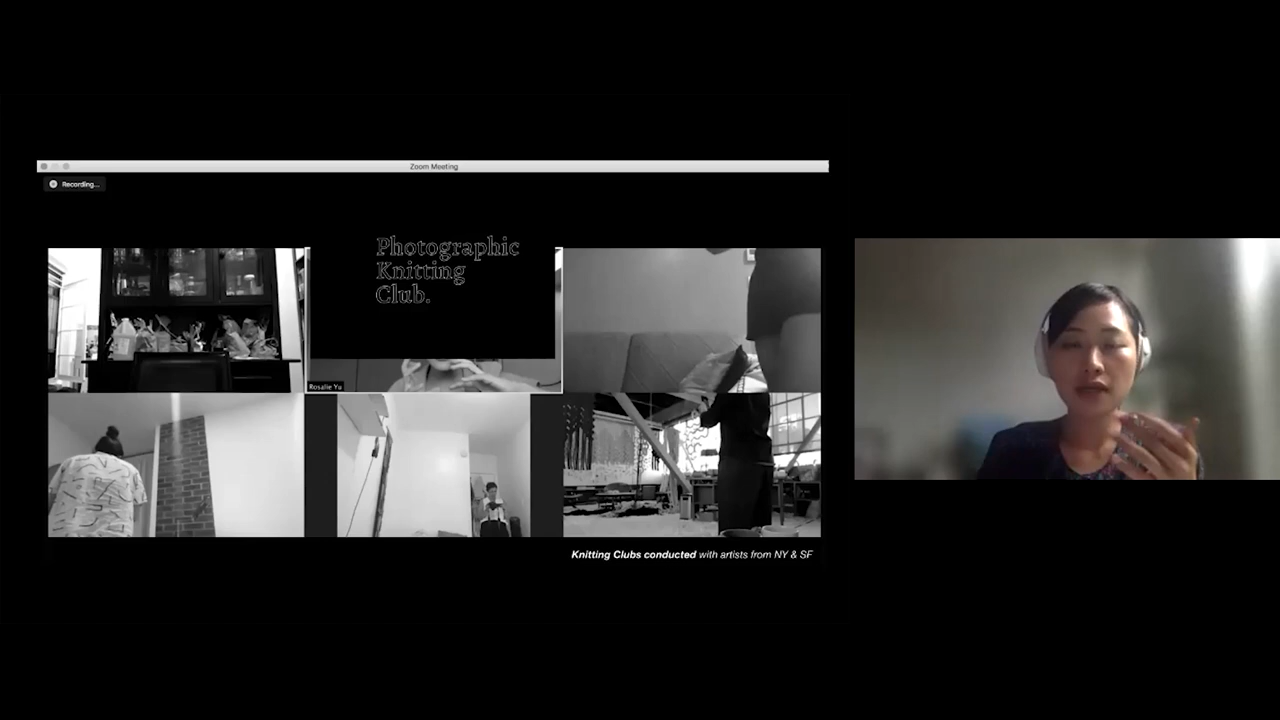 Zoom Meeting
Recording...
Photographic
Knitting
Club.
Rosalie Yu
Knitting Clubs conducted with artists from NY & SF